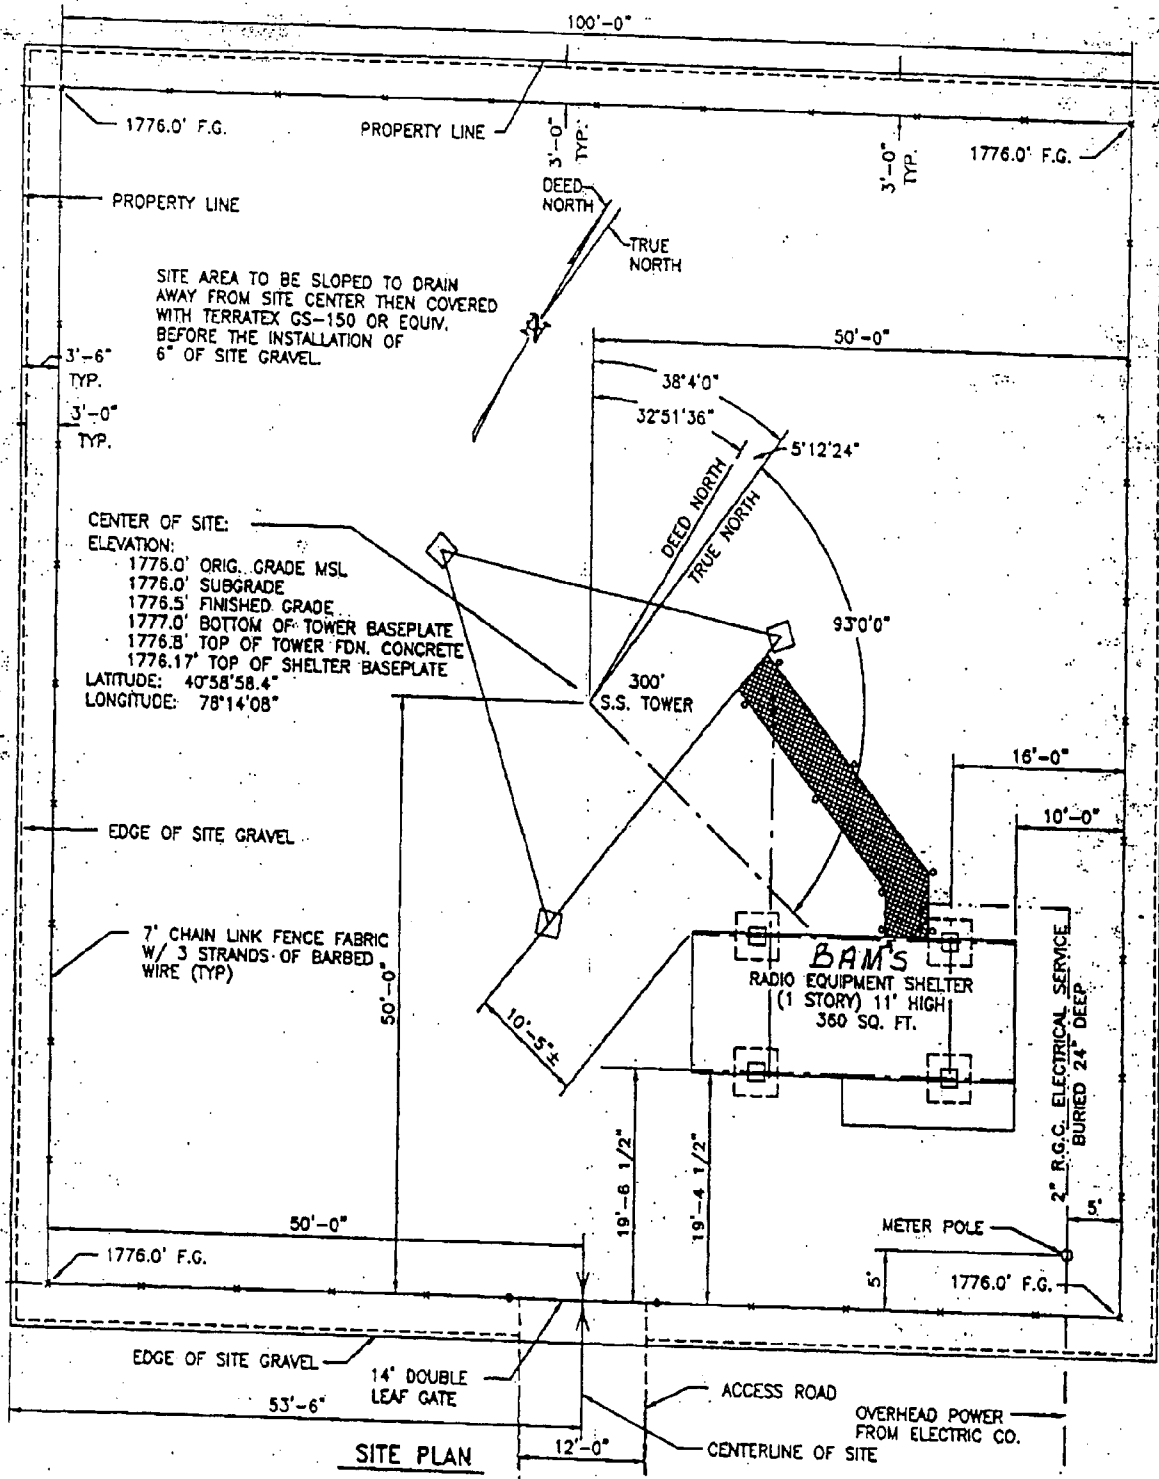 100'-0"
1776.0' F.G.
PROPERTY LINE
3'-0"
TYP.
3'-0"
TYP.
1776.0' F.G.
PROPERTY LINE
DEED
NORTH
TRUE
NORTH
SITE AREA TO BE SLOPED TO DRAIN
AWAY FROM SITE CENTER THEN COVERED
WITH TERRATEX GS-150 OR EQUIV.
BEFORE THE INSTALLATION OF
6" OF SITE GRAVEL.
50'-0"
3'-6"
TYP.
3'-0"
TYP.
38°4'0"
32°51'36"
5°12'24"
DEED NORTH
TRUE NORTH
CENTER OF SITE:
ELEVATION:
1776.0' ORIG. GRADE MSL
1776.0' SUBGRADE
1776.5' FINISHED GRADE
1777.0' BOTTOM OF TOWER BASEPLATE
1776.8' TOP OF TOWER FDN. CONCRETE
1776.17' TOP OF SHELTER BASEPLATE
LATITUDE: 40°58'58.4"
LONGITUDE: 78°14'08"
93°0'0"
300'
S.S. TOWER
16'-0"
10'-0"
EDGE OF SITE GRAVEL
7' CHAIN LINK FENCE FABRIC
W/ 3 STRANDS OF BARBED
WIRE (TYP)
50'-0"
BAM'S
RADIO EQUIPMENT SHELTER
(1 STORY) 11' HIGH
360 SQ. FT.
10'-5"±
2" R.G.C. ELECTRICAL SERVICE
BURIED 24" DEEP
19'-6 1/2"
19'-4 1/2"
50'-0"
METER POLE
5'
5'
1776.0' F.G.
1776.0' F.G.
EDGE OF SITE GRAVEL
14' DOUBLE
LEAF GATE
53'-6"
ACCESS ROAD
OVERHEAD POWER
FROM ELECTRIC CO.
12'-0"
CENTERLINE OF SITE
SITE PLAN